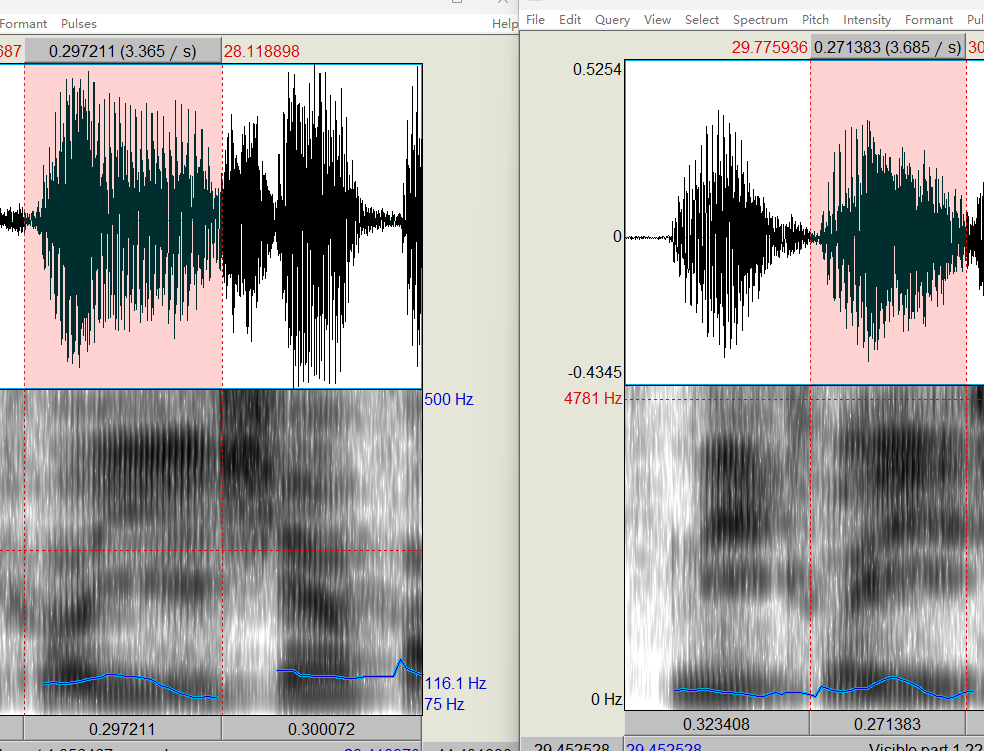 Formant Pulses Help
687 0.297211 (3.365 / s) 28.118898
500 Hz
116.1 Hz
75 Hz
0.297211 0.300072
File Edit Query View Select Spectrum Pitch Intensity Formant Pul
29.775936 0.271383 (3.685 / s) 30
0.5254
0
-0.4345
4781 Hz
0 Hz
0.323408 0.271383
29.452528 29.452528 Visible part 1.22